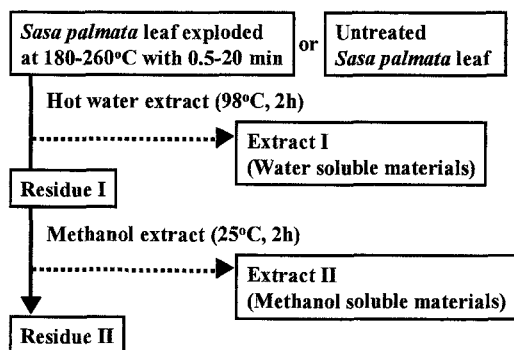 Sasa palmata leaf exploded
at 180-260°C with 0.5-20 min
or
Untreated
Sasa palmata leaf
Hot water extract (98°C, 2h)
Extract I
(Water soluble materials)
Residue I
Methanol extract (25°C, 2h)
Extract II
(Methanol soluble materials)
Residue II